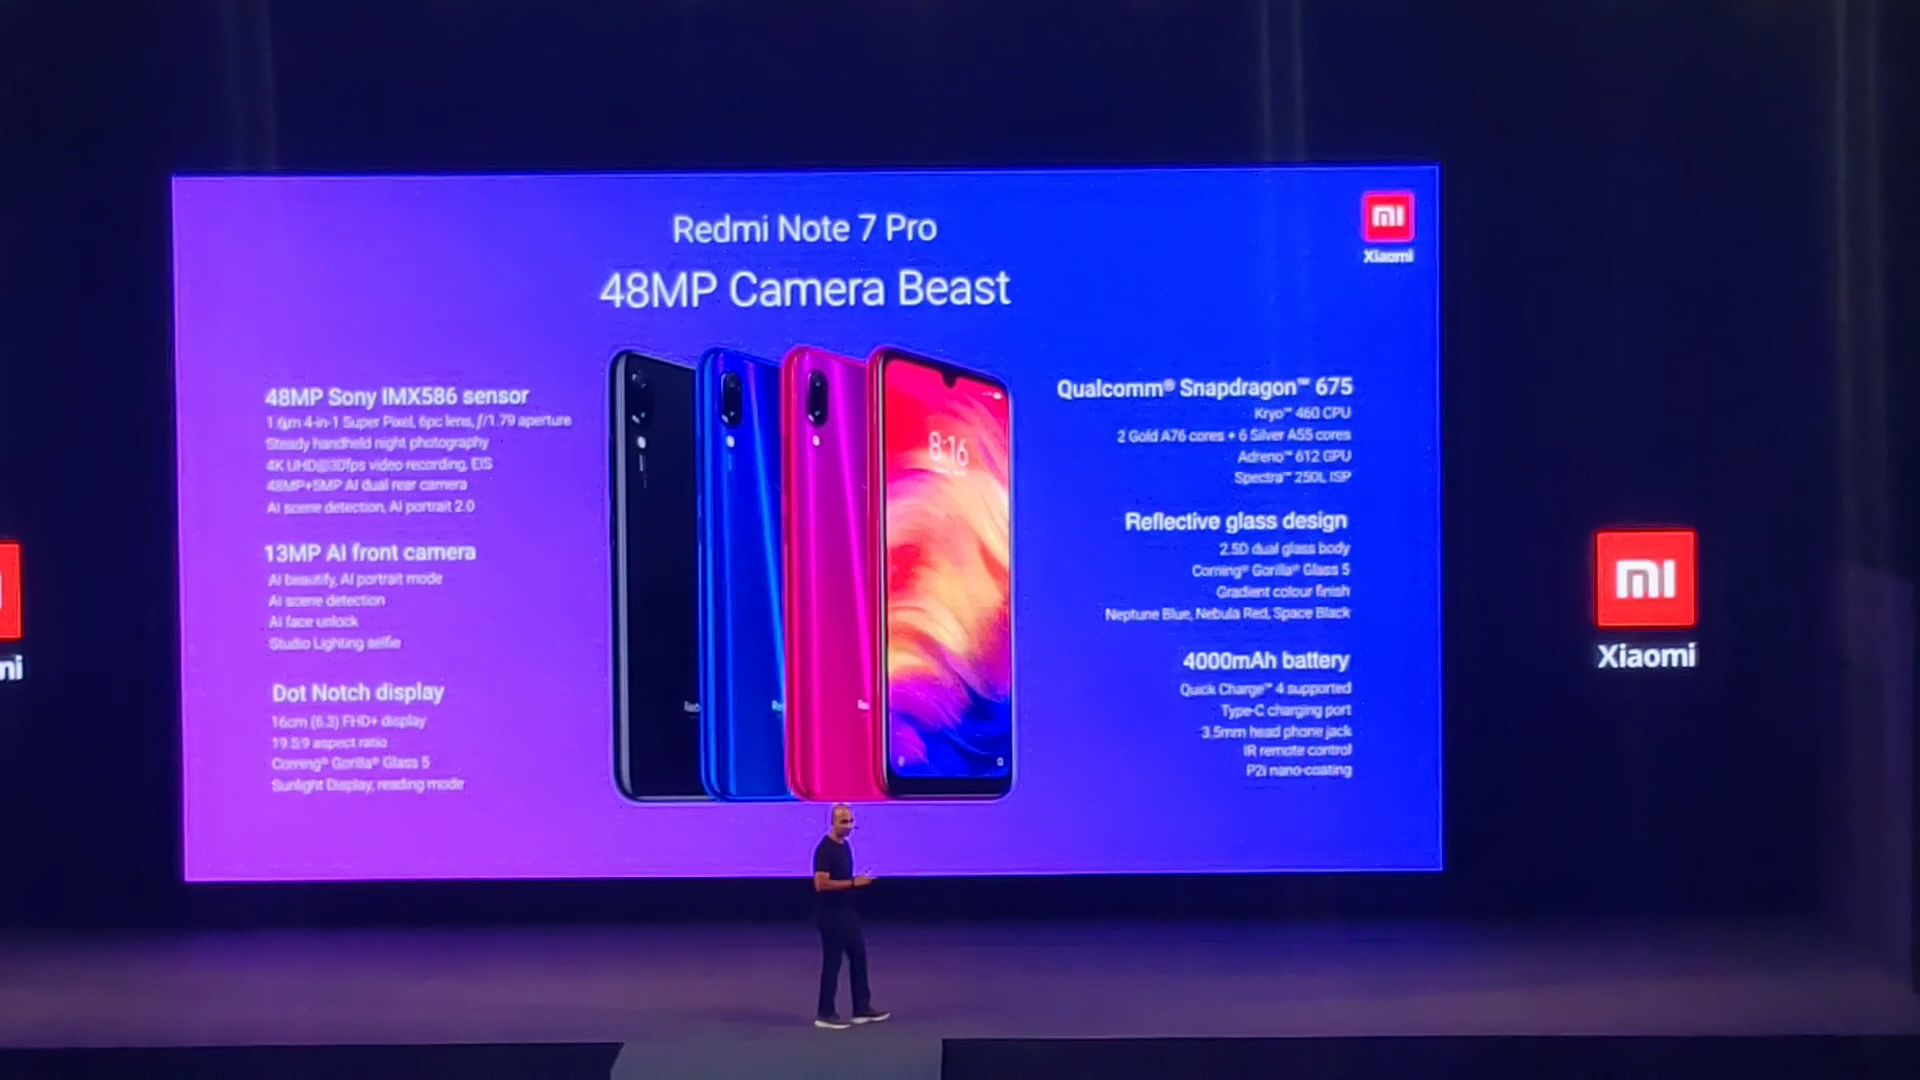 Redmi Note 7 Pro
48MP Camera Beast
mi
Xiaomi
48MP Sony IMX586 sensor
1.6μm 4-in-1 Super Pixel, 6pc lens, ƒ/1.79 aperture
Steady handheld night photography
4K UHD@30fps video recording, EIS
48MP+5MP AI dual rear camera
AI scene detection, AI portrait 2.0
13MP AI front camera
AI beautify, AI portrait mode
AI scene detection
AI face unlock
Studio Lighting selfie
Dot Notch display
16cm (6.3) FHD+ display
19.5:9 aspect ratio
Corning® Gorilla® Glass 5
Sunlight Display, reading mode
8:16
Qualcomm® Snapdragon™ 675
Kryo™ 460 CPU
2 Gold A76 cores + 6 Silver A55 cores
Adreno™ 612 GPU
Spectra™ 250L ISP
Reflective glass design
2.5D dual glass body
Corning® Gorilla® Glass 5
Gradient colour finish
Neptune Blue, Nebula Red, Space Black
4000mAh battery
Quick Charge™ 4 supported
Type-C charging port
3.5mm head phone jack
IR remote control
P2i nano-coating
mi
Xiaomi
mi